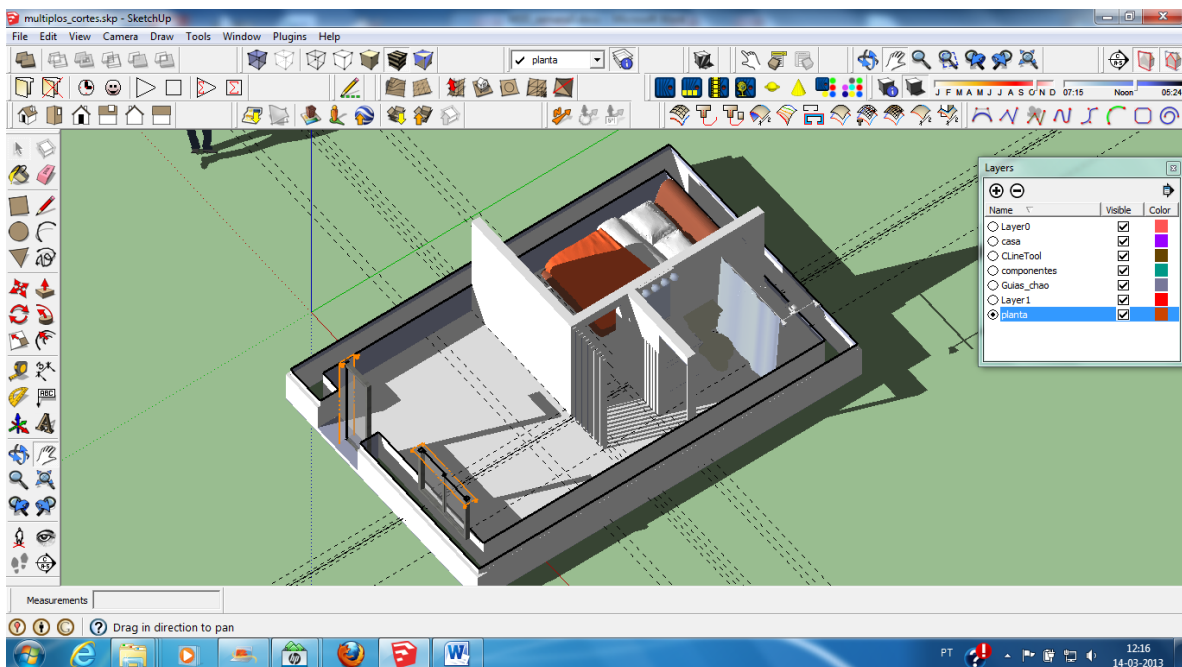 multiplos_cortes.skp - SketchUp
File Edit View Camera Draw Tools Window Plugins Help
planta
J F M A M J J A S O N D 07:15 Noon 05:24
Layers
Name Visible Color
Layer0
casa
CLineTool
componentes
Guias_chao
Layer1
planta
ABC
Measurements
Drag in direction to pan
PT 12:16
14-03-2013